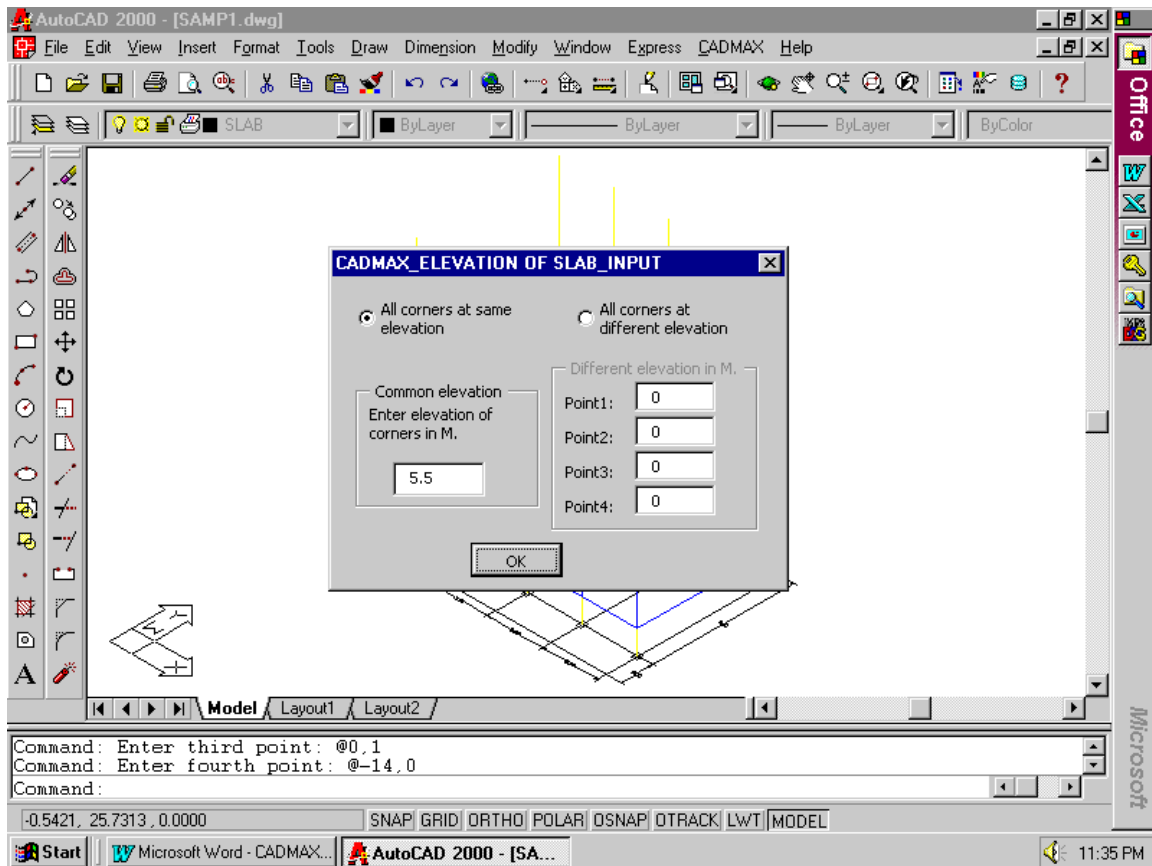 AutoCAD 2000 - [SAMP1.dwg]
File Edit View Insert Format Tools Draw Dimension Modify Window Express CADMAX Help
SLAB ByLayer ByLayer ByLayer ByColor
Office
CADMAX_ELEVATION OF SLAB_INPUT
All corners at same
elevation
All corners at
different elevation
Common elevation
Enter elevation of
corners in M.
5.5
Different elevation in M.
Point1: 0
Point2: 0
Point3: 0
Point4: 0
OK
A
Model Layout1 Layout2
Microsoft
Command: Enter third point: @0,1
Command: Enter fourth point: @-14,0
Command:
-0.5421, 25.7313 , 0.0000 SNAP GRID ORTHO POLAR OSNAP OTRACK LWT MODEL
Start Microsoft Word - CADMAX... AutoCAD 2000 - [SA... 11:35 PM